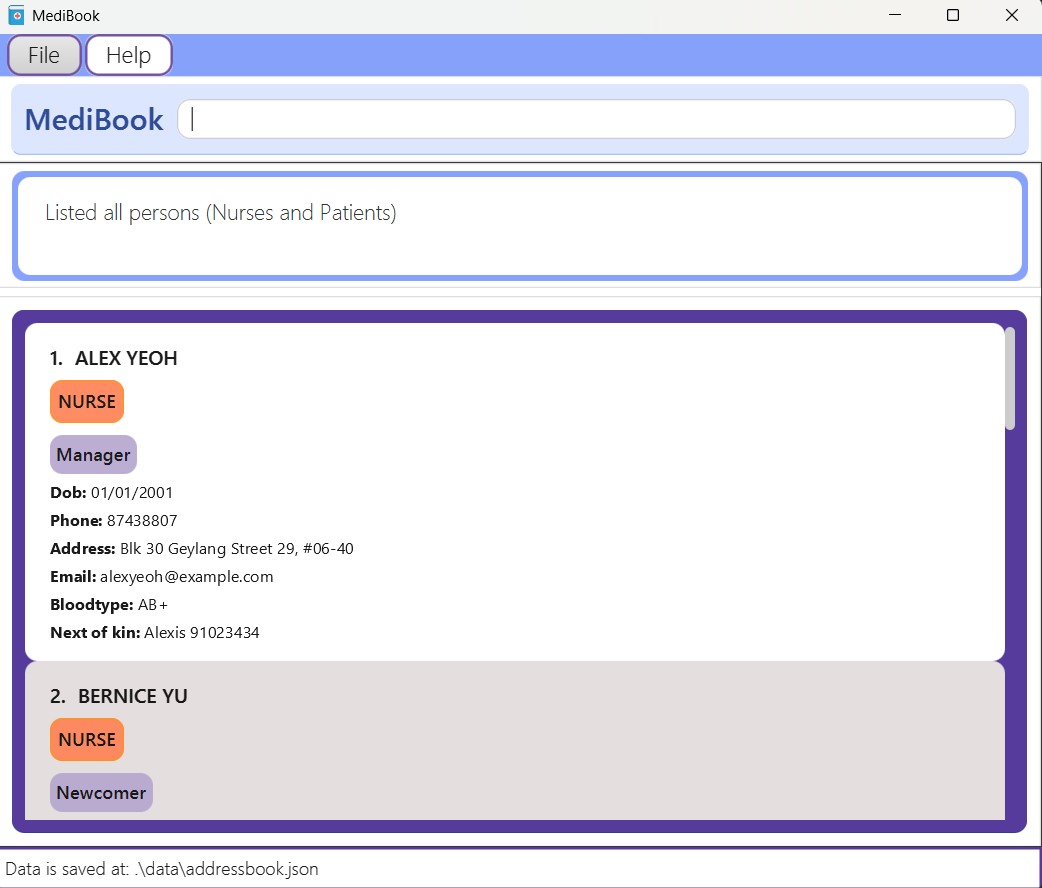 MediBook
File Help
MediBook
Listed all persons (Nurses and Patients)
1. ALEX YEOH
NURSE
Manager
Dob: 01/01/2001
Phone: 87438807
Address: Blk 30 Geylang Street 29, #06-40
Email: alexyeoh@example.com
Bloodtype: AB+
Next of kin: Alexis 91023434
2. BERNICE YU
NURSE
Newcomer
Data is saved at: .\data\addressbook.json